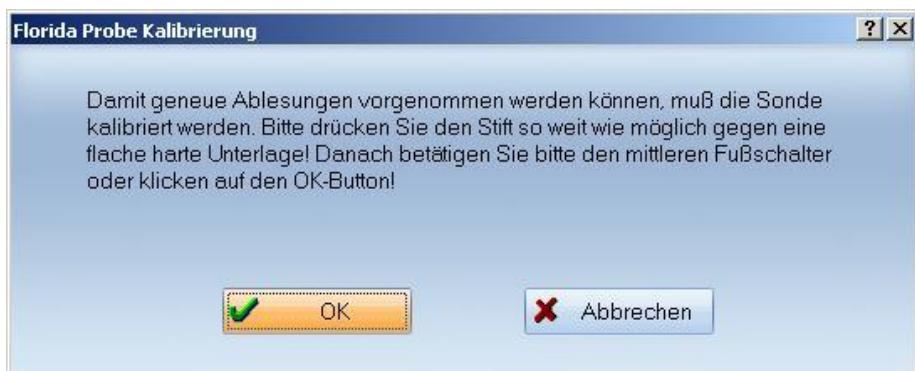 Florida Probe Kalibrierung
Damit geneue Ablesungen vorgenommen werden können, muß die Sonde
kalibriert werden. Bitte drücken Sie den Stift so weit wie möglich gegen eine
flache harte Unterlage! Danach betätigen Sie bitte den mittleren Fußschalter
oder klicken auf den OK-Button!
OK
Abbrechen